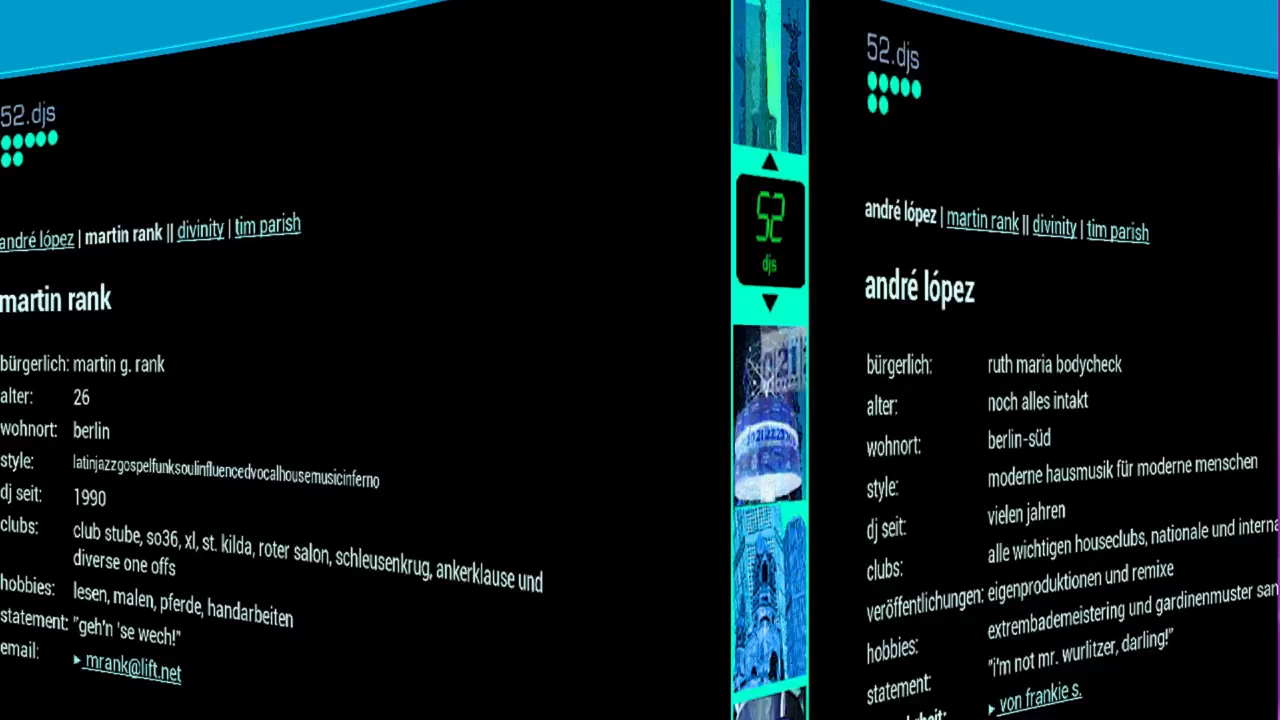 52.djs
andré lópez | martin rank || divinity | tim parish
martin rank
bürgerlich: martin g. rank
alter: 26
wohnort: berlin
style: latinjazzgospelfunksoulinfluencedvocalhousemusicinferno
dj seit: 1990
clubs: club stube, so36, xl, st. kilda, roter salon, schleusenkrug, ankerklause und
diverse one offs
hobbies: lesen, malen, pferde, handarbeiten
statement: "geh'n 'se wech!"
email: mrank@lift.net
52
djs
52.djs
andré lópez | martin rank || divinity | tim parish
andré lópez
bürgerlich: ruth maria bodycheck
alter: noch alles intakt
wohnort: berlin-süd
style: moderne hausmusik für moderne menschen
dj seit: vielen jahren
clubs: alle wichtigen houseclubs, nationale und interna
veröffentlichungen: eigenproduktionen und remixe
hobbies: extrembademeistering und gardinenmuster sam
statement: "i'm not mr. wurlitzer, darling!"
von frankie s.